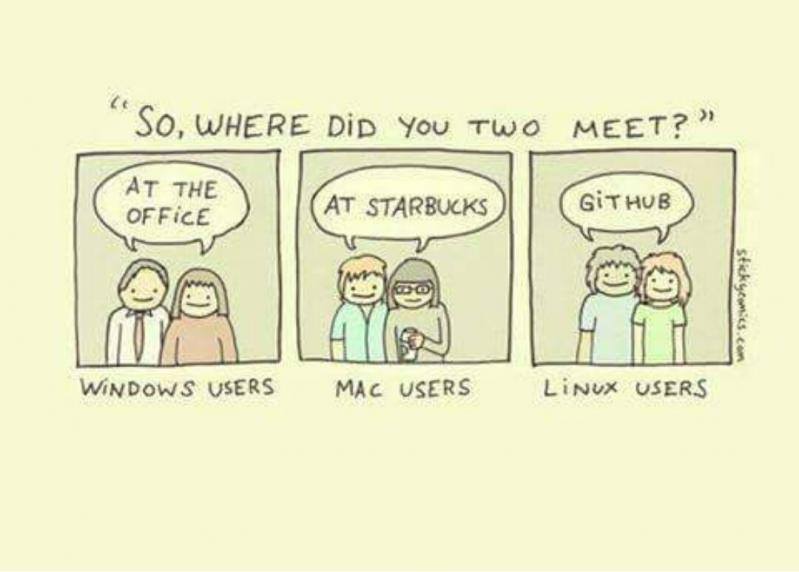 "SO, WHERE DiD YOU TWO MEET?"
AT THE
OFFiCE
AT STARBUCKS
GiTHUB
WiNDOWS USERS
MAC USERS
LiNUX USERS
stickycomics.com